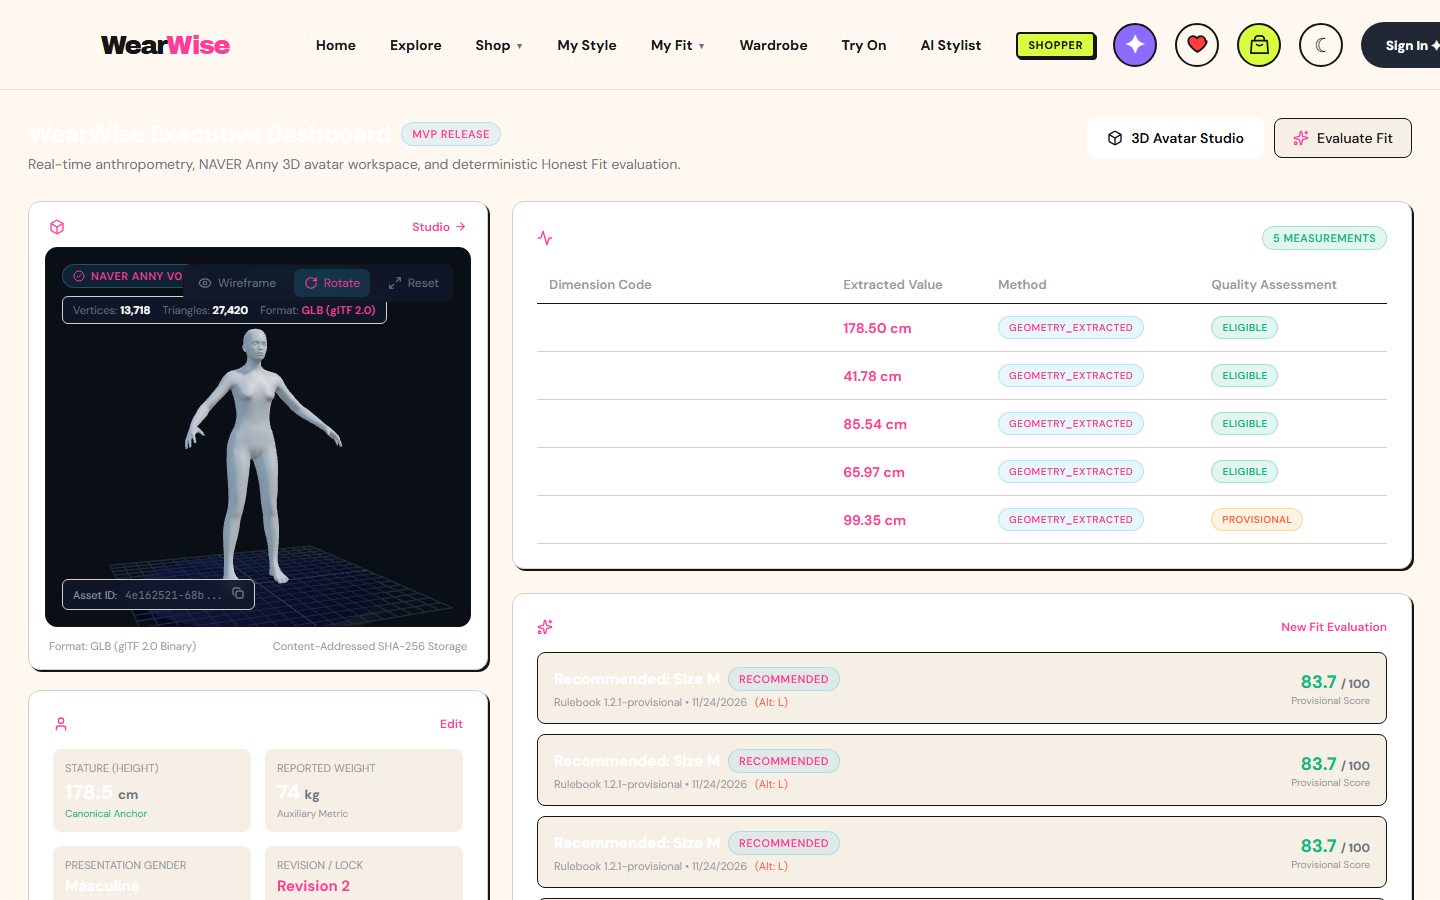 WearWise
Home
Explore
Shop ▼
My Style
My Fit ▼
Wardrobe
Try On
AI Stylist
SHOPPER
Sign In ✦
WearWise Executive Dashboard
MVP RELEASE
Real-time anthropometry, NAVER Anny 3D avatar workspace, and deterministic Honest Fit evaluation.
3D Avatar Studio
Evaluate Fit
Studio →
NAVER ANNY V0
Wireframe
Rotate
Reset
Vertices: 13,718 Triangles: 27,420 Format: GLB (glTF 2.0)
Asset ID: 4e162521-68b...
Format: GLB (glTF 2.0 Binary)
Content-Addressed SHA-256 Storage
Edit
STATURE (HEIGHT)
178.5 cm
Canonical Anchor
REPORTED WEIGHT
74 kg
Auxiliary Metric
PRESENTATION GENDER
Masculine
REVISION / LOCK
Revision 2
5 MEASUREMENTS
Dimension Code Extracted Value Method Quality Assessment
178.50 cm GEOMETRY_EXTRACTED ELIGIBLE
41.78 cm GEOMETRY_EXTRACTED ELIGIBLE
85.54 cm GEOMETRY_EXTRACTED ELIGIBLE
65.97 cm GEOMETRY_EXTRACTED ELIGIBLE
99.35 cm GEOMETRY_EXTRACTED PROVISIONAL
New Fit Evaluation
Recommended: Size M RECOMMENDED
Rulebook 1.2.1-provisional • 11/24/2026 (Alt: L)
83.7 / 100
Provisional Score
Recommended: Size M RECOMMENDED
Rulebook 1.2.1-provisional • 11/24/2026 (Alt: L)
83.7 / 100
Provisional Score
Recommended: Size M RECOMMENDED
Rulebook 1.2.1-provisional • 11/24/2026 (Alt: L)
83.7 / 100
Provisional Score